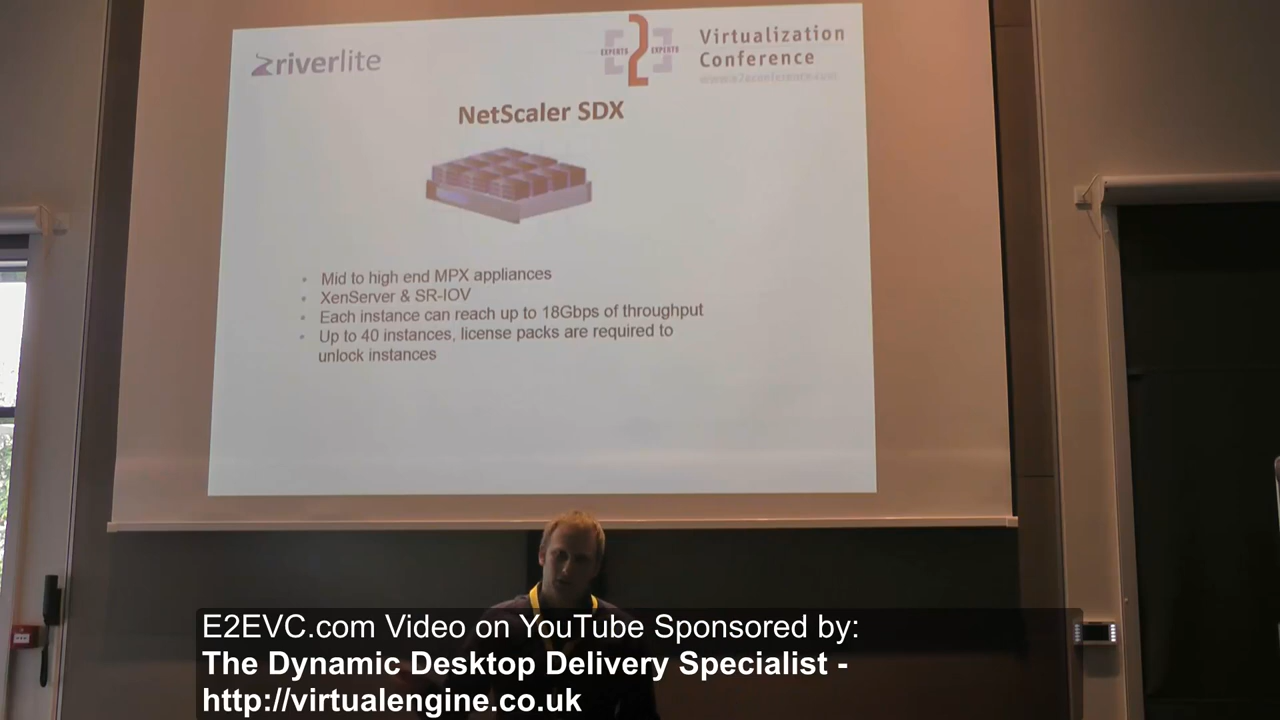 riverlite
EXPERTS 2 EXPERTS
Virtualization
Conference
NetScaler SDX
• Mid to high end MPX appliances
• XenServer & SR-IOV
• Each instance can reach up to 18Gbps of throughput
• Up to 40 instances, license packs are required to
unlock instances
E2EVC.com Video on YouTube Sponsored by:
The Dynamic Desktop Delivery Specialist -
http://virtualengine.co.uk